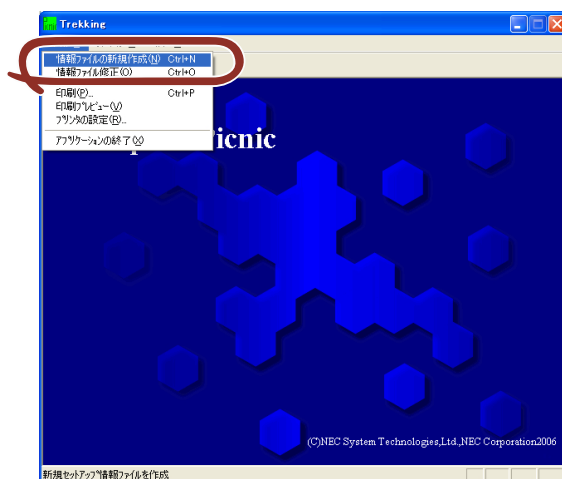 Trekking
情報ファイルの新規作成(N) Ctrl+N
情報ファイル修正(O) Ctrl+O
印刷(P)... Ctrl+P
印刷プレビュー(V)
プリンタの設定(R)...
アプリケーションの終了(X)
icnic
(C)NEC System Technologies,Ltd.,NEC Corporation2006
新規セットアップ情報ファイルを作成